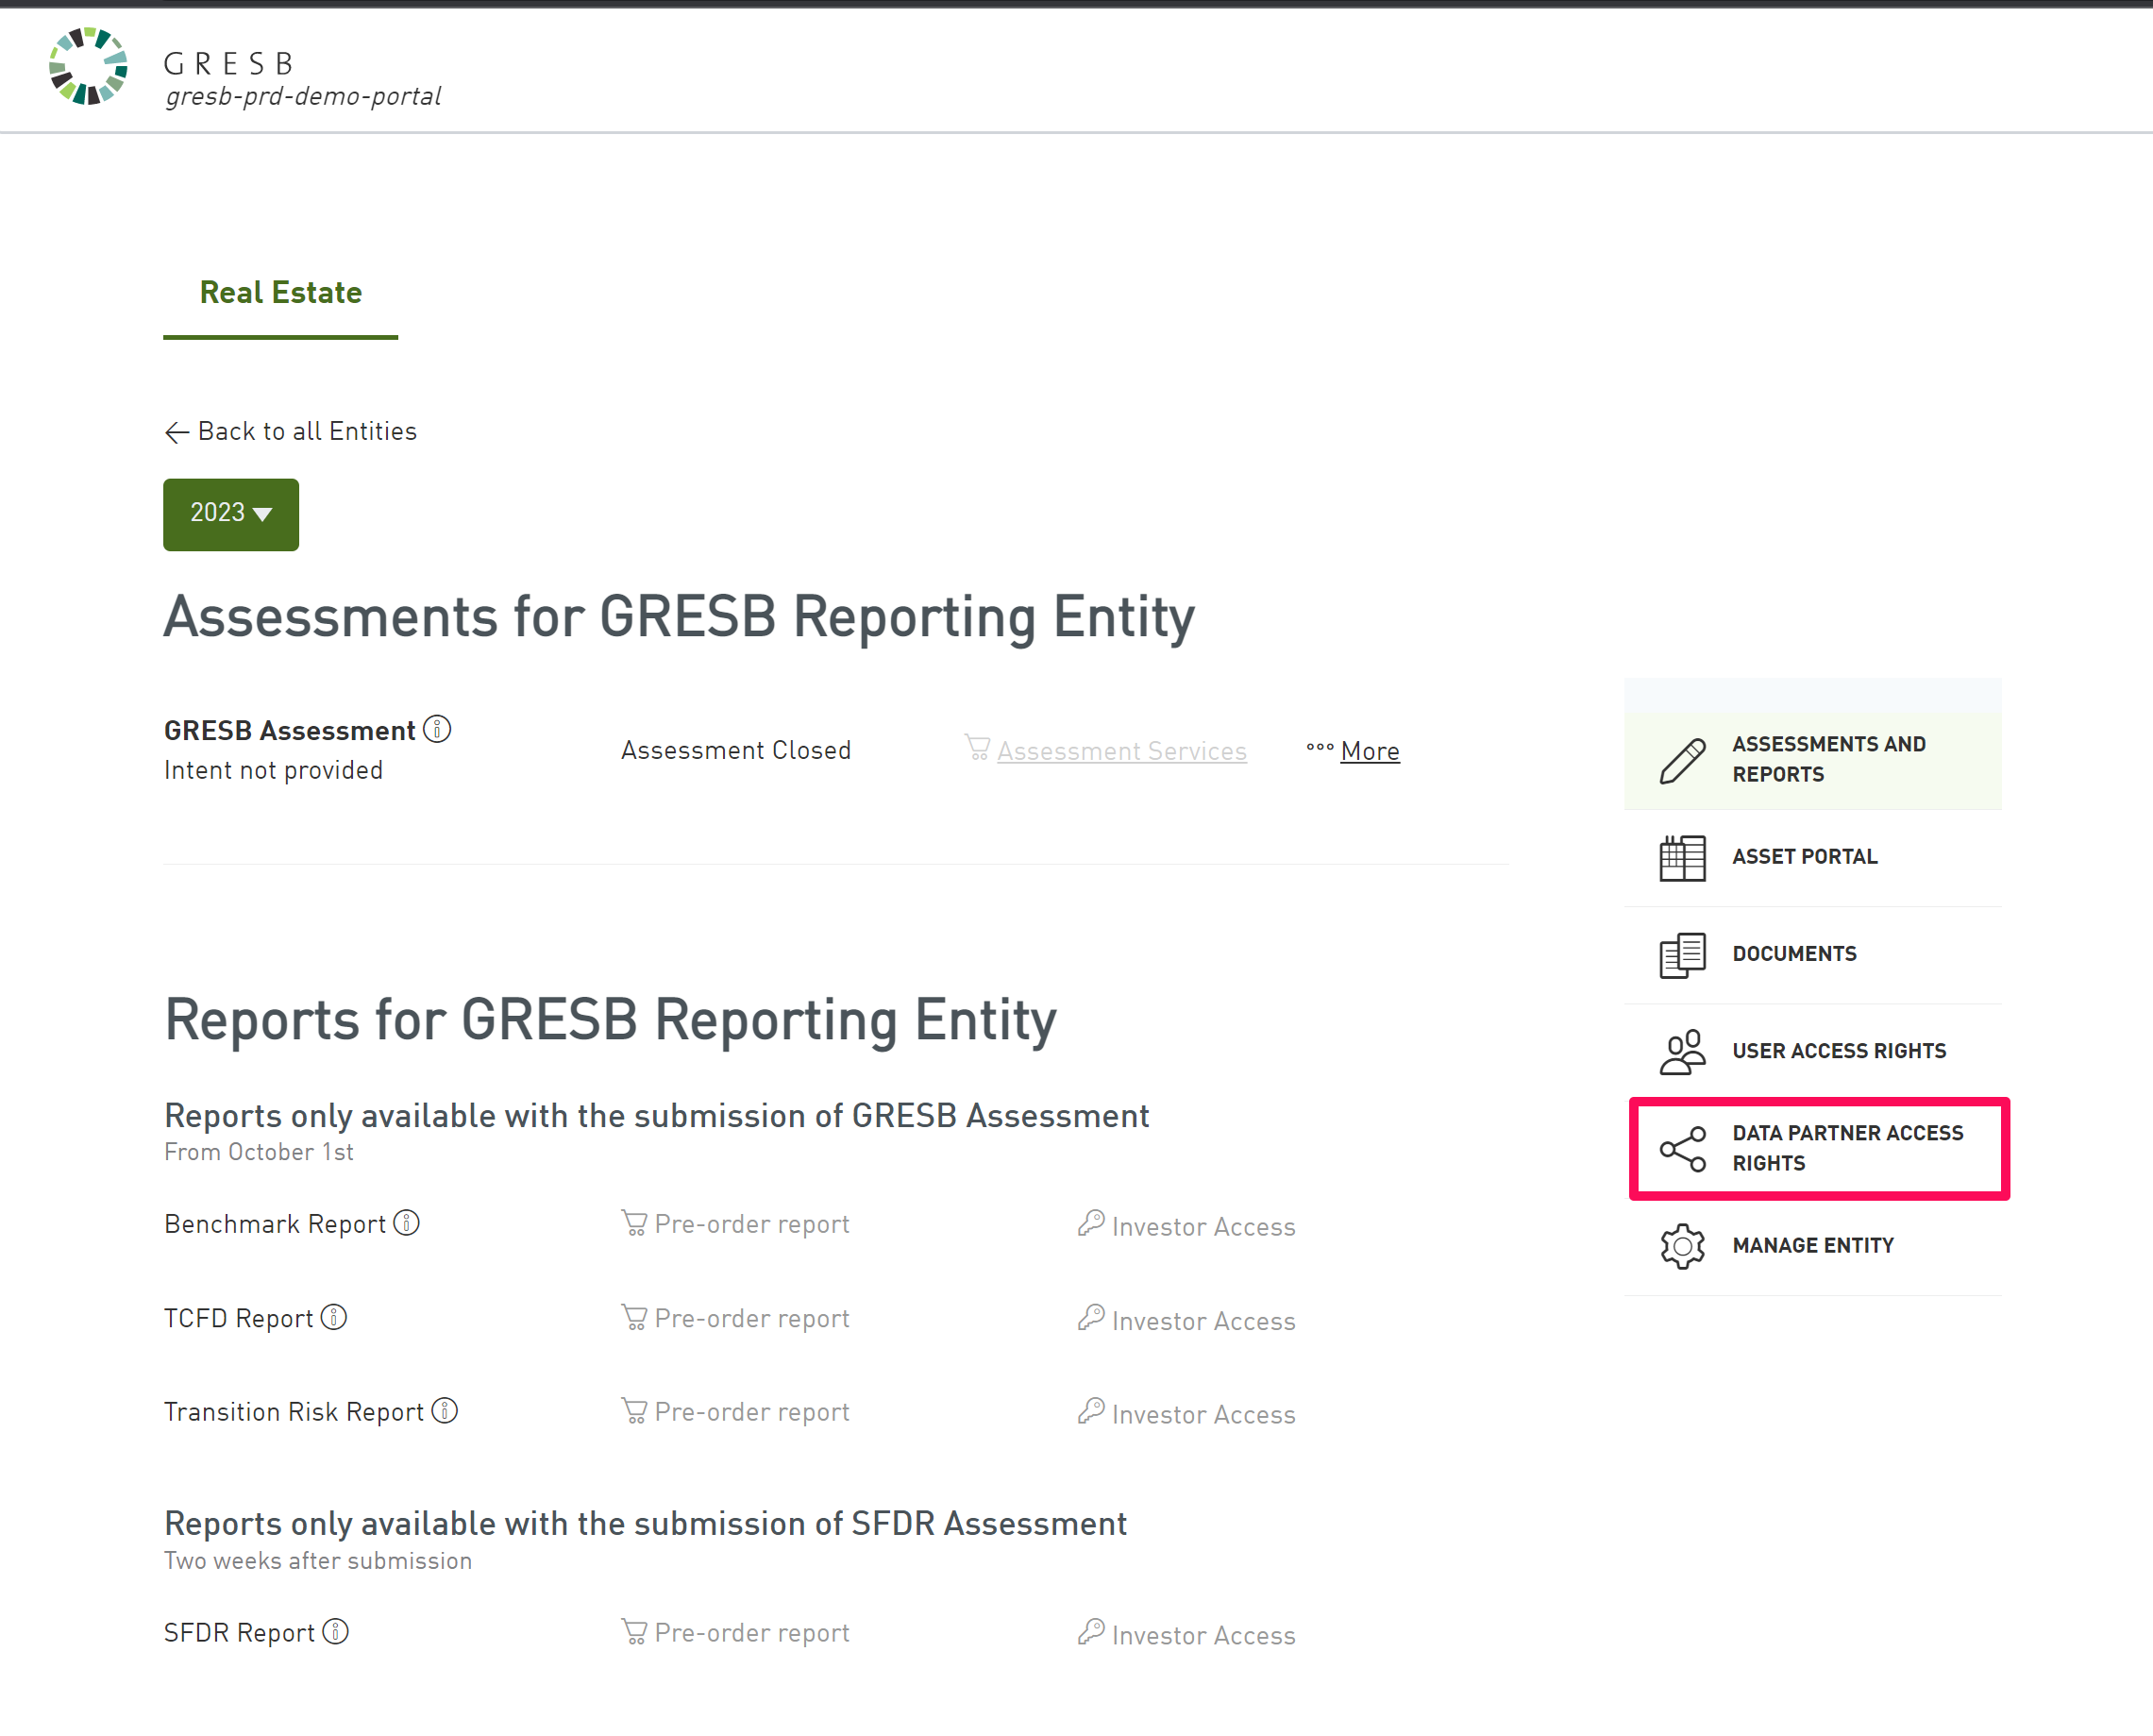 G R E S B
gresb-prd-demo-portal
Real Estate
Back to all Entities
2023
Assessments for GRESB Reporting Entity
GRESB Assessment
Intent not provided
Assessment Closed
Assessment Services
More
Reports for GRESB Reporting Entity
Reports only available with the submission of GRESB Assessment
From October 1st
Benchmark Report
Pre-order report
Investor Access
TCFD Report
Pre-order report
Investor Access
Transition Risk Report
Pre-order report
Investor Access
Reports only available with the submission of SFDR Assessment
Two weeks after submission
SFDR Report
Pre-order report
Investor Access
ASSESSMENTS AND
REPORTS
ASSET PORTAL
DOCUMENTS
USER ACCESS RIGHTS
DATA PARTNER ACCESS
RIGHTS
MANAGE ENTITY